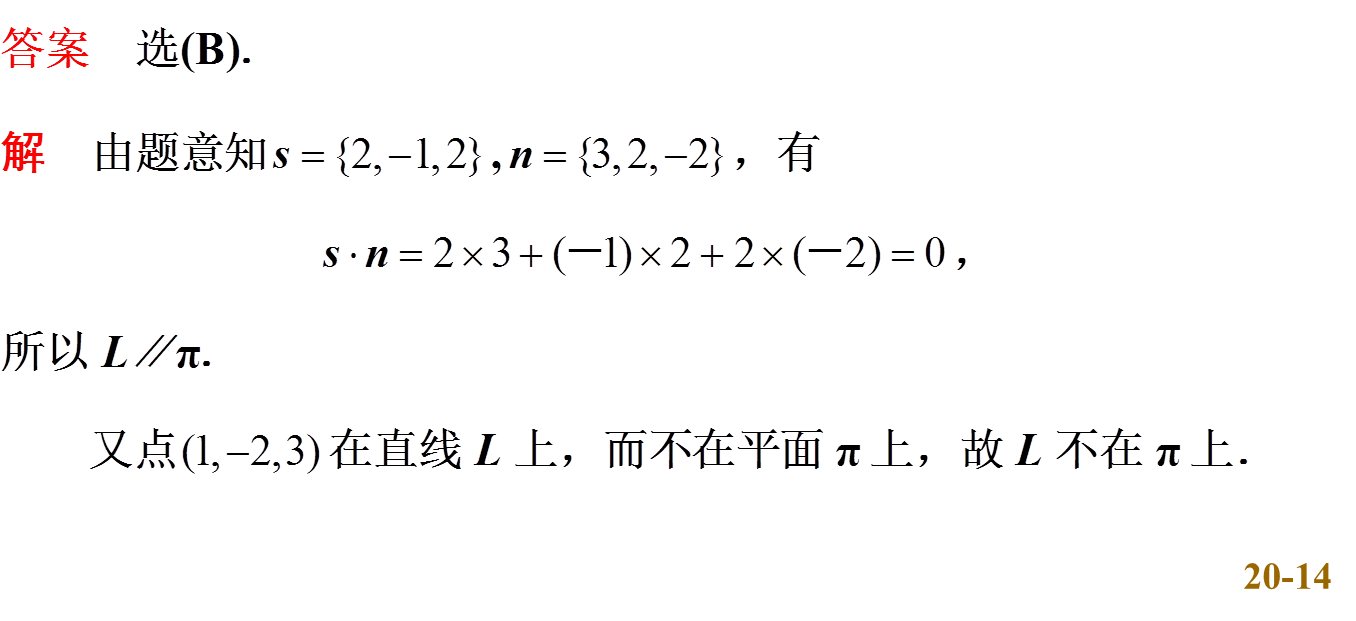 答案 选(B).
解 由题意知s = {2,−1,2},n = {3,2,−2}，有
s·n = 2×3+(−1)×2+2×(−2) = 0，
所以 L∥π.
又点(1,−2,3)在直线 L 上，而不在平面 π 上，故 L 不在 π 上.
20-14